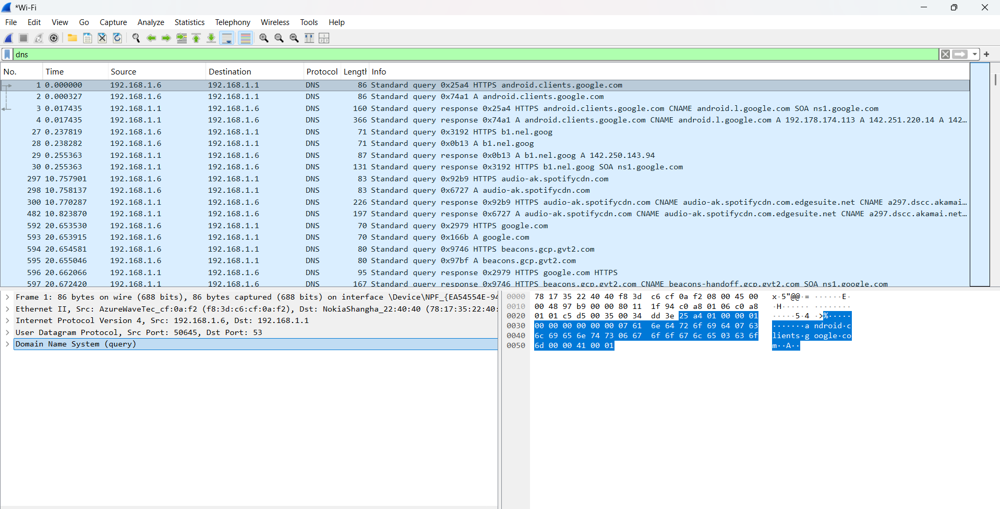 *Wi-Fi
File Edit View Go Capture Analyze Statistics Telephony Wireless Tools Help
dns
No. Time Source Destination Protocol Length Info
1 0.000000 192.168.1.6 192.168.1.1 DNS 86 Standard query 0x25a4 HTTPS android.clients.google.com
2 0.000327 192.168.1.6 192.168.1.1 DNS 86 Standard query 0x74a1 A android.clients.google.com
3 0.017435 192.168.1.1 192.168.1.6 DNS 160 Standard query response 0x25a4 HTTPS android.clients.google.com CNAME android.l.google.com SOA ns1.google.com
4 0.017435 192.168.1.1 192.168.1.6 DNS 366 Standard query response 0x74a1 A android.clients.google.com CNAME android.l.google.com A 192.178.174.113 A 142.251.220.14 A 142…
27 0.237819 192.168.1.6 192.168.1.1 DNS 71 Standard query 0x3192 HTTPS b1.nel.goog
28 0.238282 192.168.1.6 192.168.1.1 DNS 71 Standard query 0x0b13 A b1.nel.goog
29 0.255363 192.168.1.1 192.168.1.6 DNS 87 Standard query response 0x0b13 A b1.nel.goog A 142.250.143.94
30 0.255363 192.168.1.1 192.168.1.6 DNS 131 Standard query response 0x3192 HTTPS b1.nel.goog SOA ns1.google.com
297 10.757901 192.168.1.6 192.168.1.1 DNS 83 Standard query 0x92b9 HTTPS audio-ak.spotifycdn.com
298 10.758137 192.168.1.6 192.168.1.1 DNS 83 Standard query 0x6727 A audio-ak.spotifycdn.com
300 10.770287 192.168.1.1 192.168.1.6 DNS 226 Standard query response 0x92b9 HTTPS audio-ak.spotifycdn.com CNAME audio-ak.spotifycdn.com.edgesuite.net CNAME a297.dscc.akamai…
482 10.823870 192.168.1.1 192.168.1.6 DNS 197 Standard query response 0x6727 A audio-ak.spotifycdn.com CNAME audio-ak.spotifycdn.com.edgesuite.net CNAME a297.dscc.akamai.net…
592 20.653530 192.168.1.6 192.168.1.1 DNS 70 Standard query 0x2979 HTTPS google.com
593 20.653915 192.168.1.6 192.168.1.1 DNS 70 Standard query 0x166b A google.com
594 20.654581 192.168.1.6 192.168.1.1 DNS 80 Standard query 0x9746 HTTPS beacons.gcp.gvt2.com
595 20.655046 192.168.1.6 192.168.1.1 DNS 80 Standard query 0x97bf A beacons.gcp.gvt2.com
596 20.662066 192.168.1.1 192.168.1.6 DNS 95 Standard query response 0x2979 HTTPS google.com HTTPS
597 20.672420 192.168.1.1 192.168.1.6 DNS 167 Standard query response 0x9746 HTTPS beacons.gcp.gvt2.com CNAME beacons-handoff.gcp.gvt2.com SOA ns1.google.com
Frame 1: 86 bytes on wire (688 bits), 86 bytes captured (688 bits) on interface \Device\NPF_{EA54554E-94
Ethernet II, Src: AzureWaveTec_cf:0a:f2 (f8:3d:c6:cf:0a:f2), Dst: NokiaShangha_22:40:40 (78:17:35:22:40:
Internet Protocol Version 4, Src: 192.168.1.6, Dst: 192.168.1.1
User Datagram Protocol, Src Port: 50645, Dst Port: 53
Domain Name System (query)
0000 78 17 35 22 40 40 f8 3d c6 cf 0a f2 08 00 45 00 x·5"@@·= ······E·
0010 00 48 97 b9 00 00 80 11 1f 94 c0 a8 01 06 c0 a8 ·H······ ········
0020 01 01 c5 d5 00 35 00 34 dd 3e 25 a4 01 00 00 01 ·····5·4 ·>%·····
0030 00 00 00 00 00 00 07 61 6e 64 72 6f 69 64 07 63 ·······a ndroid·c
0040 6c 69 65 6e 74 73 06 67 6f 6f 67 6c 65 03 63 6f lients·g oogle·co
0050 6d 00 00 41 00 01 m··A··